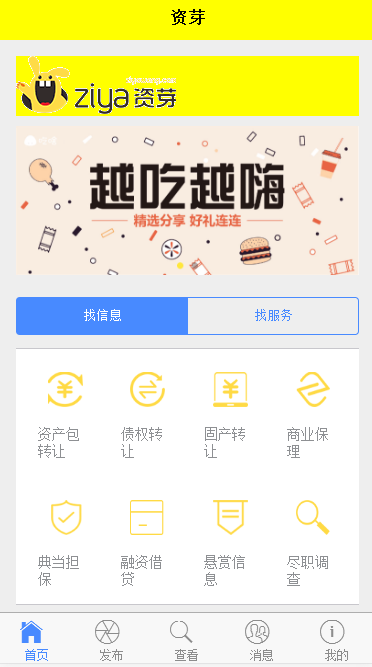 资芽
ziya 资芽
越吃越嗨
精选分享 好礼连连
找信息 找服务
资产包 债权转 固产转 商业保
转让 让 让 理
典当担 融资借 悬赏信 尽职调
保 贷 息 查
首页 发布 查看 消息 我的